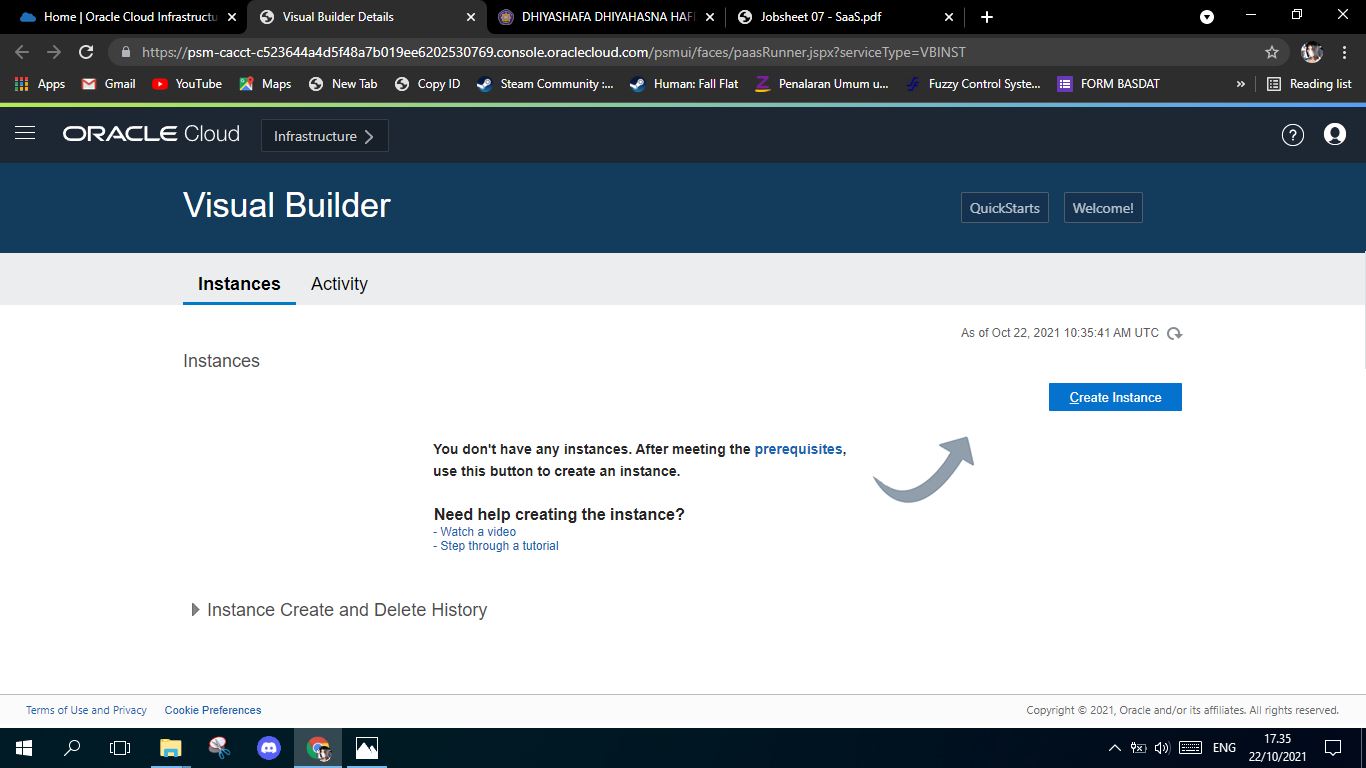 Home | Oracle Cloud Infrastructu
Visual Builder Details
DHIYASHAFA DHIYAHASNA HAFI
Jobsheet 07 - SaaS.pdf
https://psm-cacct-c523644a4d5f48a7b019ee6202530769.console.oraclecloud.com/psmui/faces/paasRunner.jspx?serviceType=VBINST
Apps
Gmail
YouTube
Maps
New Tab
Copy ID
Steam Community :...
Human: Fall Flat
Penalaran Umum u...
Fuzzy Control Syste...
FORM BASDAT
»
Reading list
ORACLE Cloud
Infrastructure
Visual Builder
QuickStarts
Welcome!
Instances
Activity
As of Oct 22, 2021 10:35:41 AM UTC
Instances
Create Instance
You don't have any instances. After meeting the prerequisites,
use this button to create an instance.
Need help creating the instance?
- Watch a video
- Step through a tutorial
Instance Create and Delete History
Terms of Use and Privacy
Cookie Preferences
Copyright © 2021, Oracle and/or its affiliates. All rights reserved.
ENG
17.35
22/10/2021